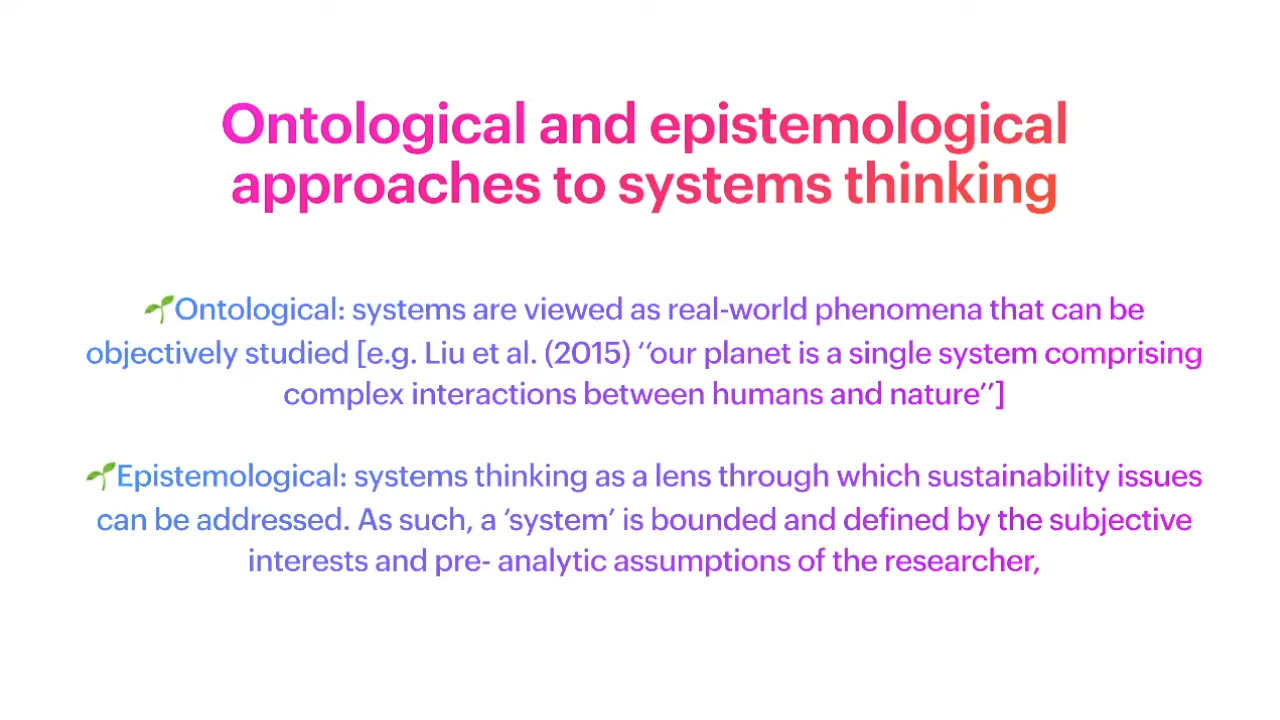 Ontological and epistemological
approaches to systems thinking
🌱Ontological: systems are viewed as real-world phenomena that can be
objectively studied [e.g. Liu et al. (2015) ‘‘our planet is a single system comprising
complex interactions between humans and nature’’]
🌱Epistemological: systems thinking as a lens through which sustainability issues
can be addressed. As such, a ‘system’ is bounded and defined by the subjective
interests and pre- analytic assumptions of the researcher,